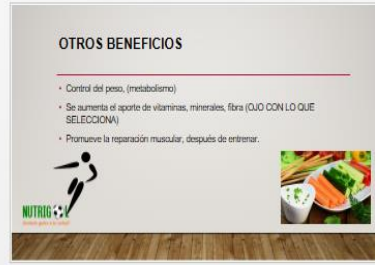 OTROS BENEFICIOS
• Control del peso, (metabolismo)
• Se aumenta el aporte de vitaminas, minerales, fibra (OJO CON LO QUE
SELECCIONA)
• Promueve la reparación muscular, después de entrenar.
NUTRIGOL